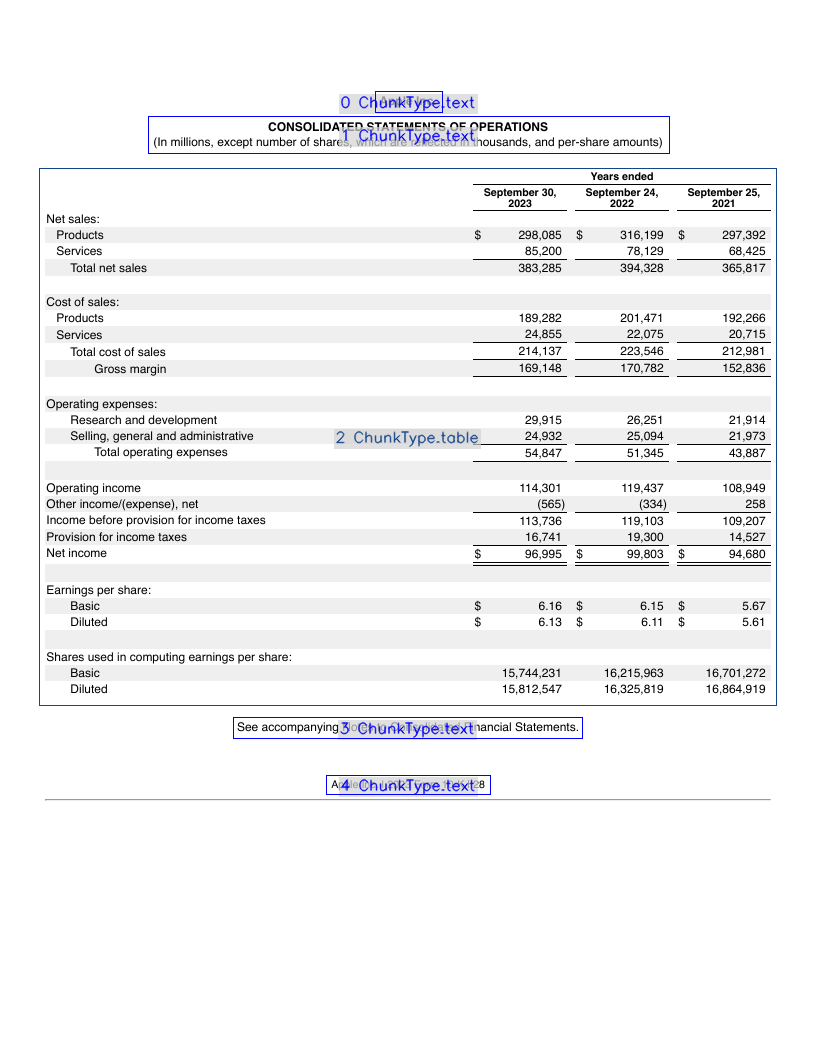 0 ChunkType.text
CONSOLIDATED STATEMENTS OF OPERATIONS
1 ChunkType.text
(In millions, except number of shares, which are reflected in thousands, and per-share amounts)
Years ended
September 30, 2023 September 24, 2022 September 25, 2021
Net sales:
Products $ 298,085 $ 316,199 $ 297,392
Services 85,200 78,129 68,425
Total net sales 383,285 394,328 365,817
Cost of sales:
Products 189,282 201,471 192,266
Services 24,855 22,075 20,715
Total cost of sales 214,137 223,546 212,981
Gross margin 169,148 170,782 152,836
Operating expenses:
Research and development 29,915 26,251 21,914
Selling, general and administrative 24,932 25,094 21,973
2 ChunkType.table
Total operating expenses 54,847 51,345 43,887
Operating income 114,301 119,437 108,949
Other income/(expense), net (565) (334) 258
Income before provision for income taxes 113,736 119,103 109,207
Provision for income taxes 16,741 19,300 14,527
Net income $ 96,995 $ 99,803 $ 94,680
Earnings per share:
Basic $ 6.16 $ 6.15 $ 5.67
Diluted $ 6.13 $ 6.11 $ 5.61
Shares used in computing earnings per share:
Basic 15,744,231 16,215,963 16,701,272
Diluted 15,812,547 16,325,819 16,864,919
See accompanying Notes to Consolidated Financial Statements.
3 ChunkType.text
4 ChunkType.text
28